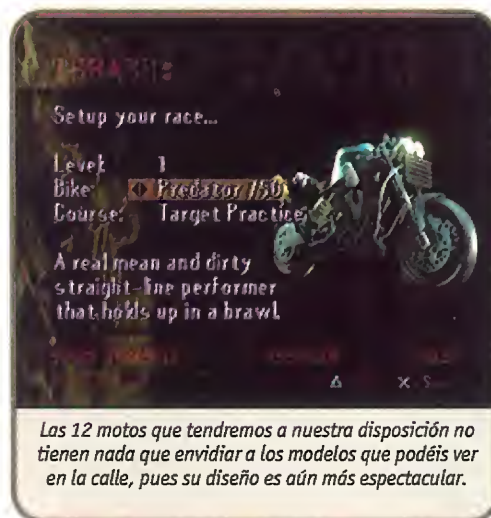 Setup your race...
Level: 1
Bike: Predator 750
Course: Target Practice
A real mean and dirty
straight-line performer
that holds up in a brawl.
X S
Las 12 motos que tendremos a nuestra disposición no
tienen nada que envidiar a los modelos que podéis ver
en la calle, pues su diseño es aún más espectacular.